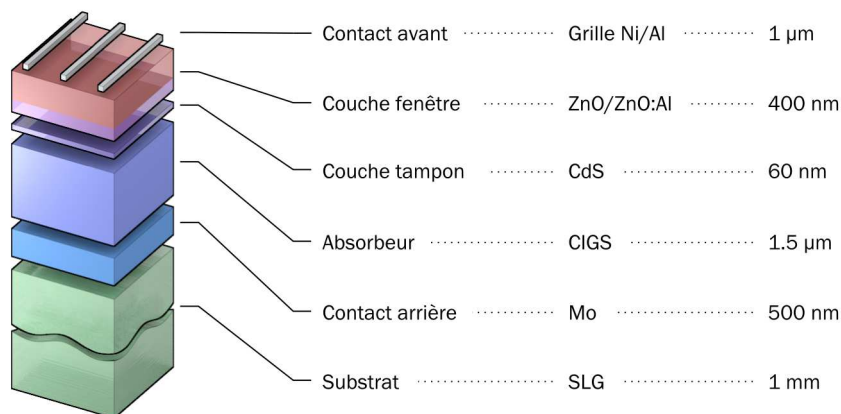 Contact avant Grille Ni/Al 1 µm
Couche fenêtre ZnO/ZnO:Al 400 nm
Couche tampon CdS 60 nm
Absorbeur CIGS 1.5 µm
Contact arrière Mo 500 nm
Substrat SLG 1 mm